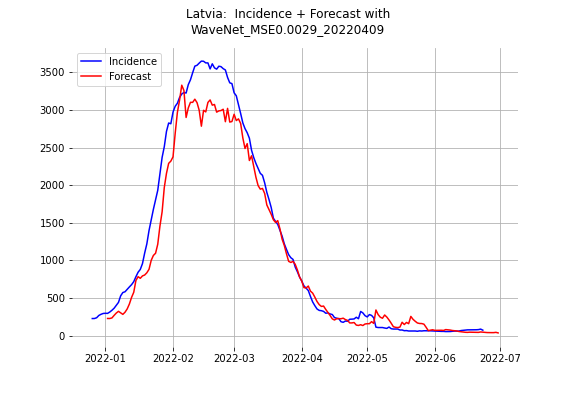 Latvia:  Incidence + Forecast with
WaveNet_MSE0.0029_20220409
Incidence
Forecast
3500
3000
2500
2000
1500
1000
500
0
2022-01 2022-02 2022-03 2022-04 2022-05 2022-06 2022-07